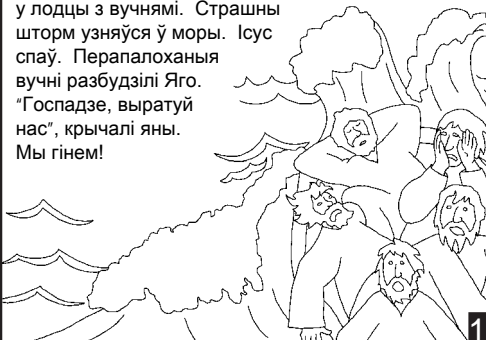 у лодцы з вучнямі. Страшны
шторм узняўся ў моры. Ісус
спаў. Перапалоханыя
вучні разбудзілі Яго.
"Госпадзе, выратуй
нас", крычалі яны.
Мы гінем!
1